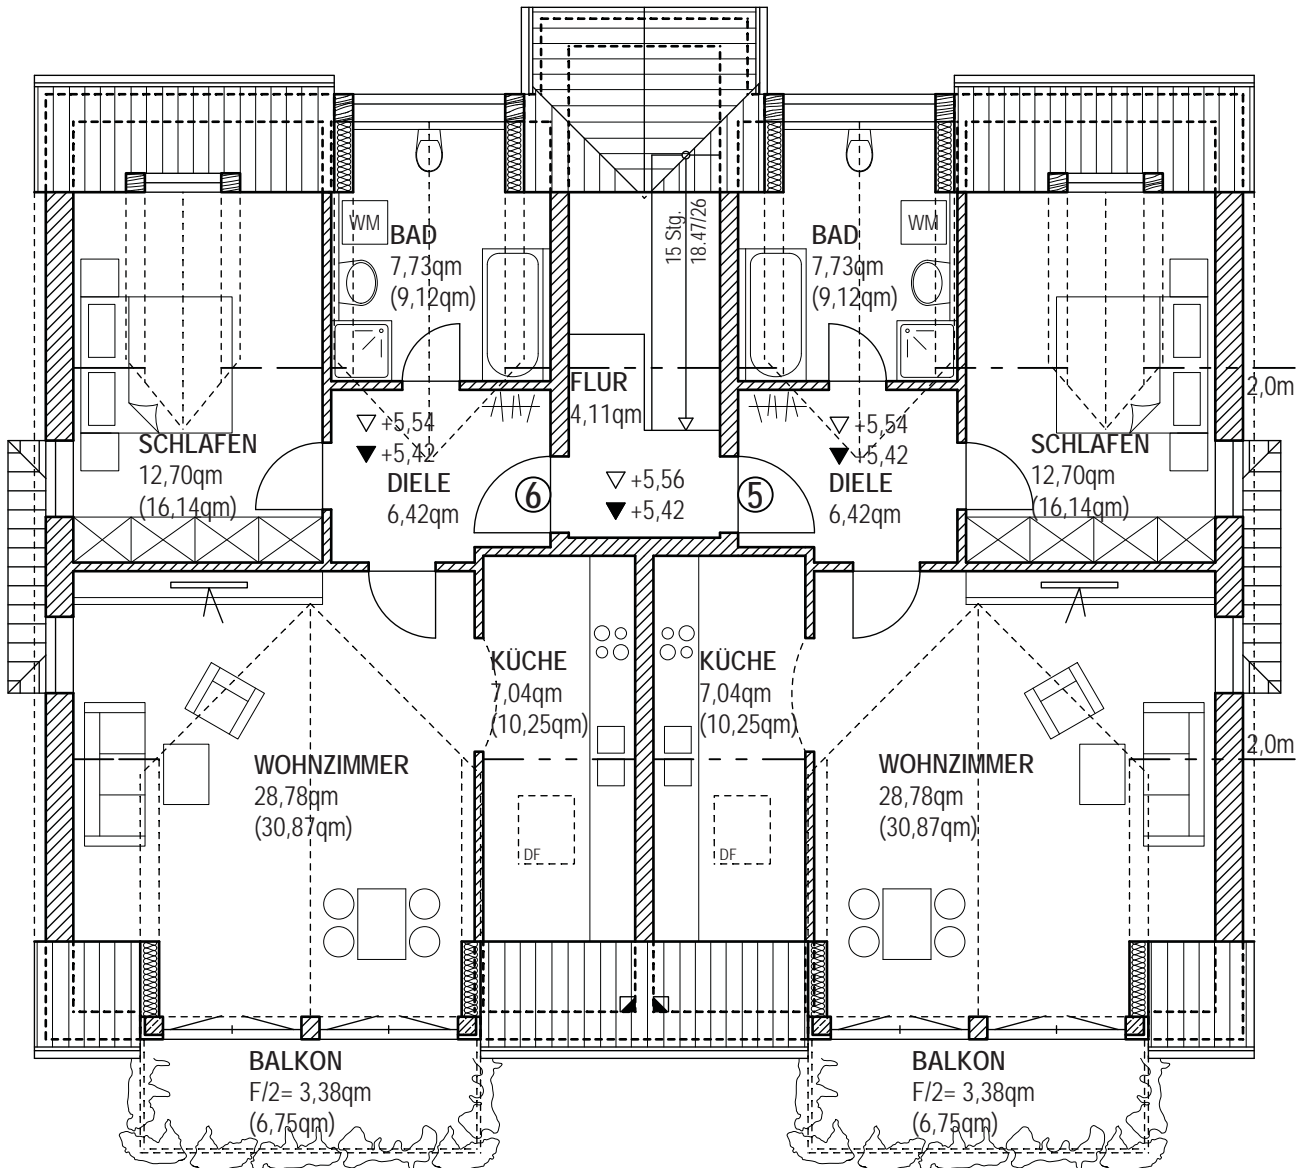 WM
BAD
7,73qm
(9,12qm)
15 Stg.
18.47/26
BAD
7,73qm
(9,12qm)
WM
FLUR
4,11qm
2,0m
SCHLAFEN
12,70qm
(16,14qm)
+5,54
+5,42
DIELE
6,42qm
6
+5,56
+5,42
5
+5,54
+5,42
DIELE
6,42qm
SCHLAFEN
12,70qm
(16,14qm)
KÜCHE
7,04qm
(10,25qm)
KÜCHE
7,04qm
(10,25qm)
2,0m
WOHNZIMMER
28,78qm
(30,87qm)
DF
DF
WOHNZIMMER
28,78qm
(30,87qm)
BALKON
F/2= 3,38qm
(6,75qm)
BALKON
F/2= 3,38qm
(6,75qm)